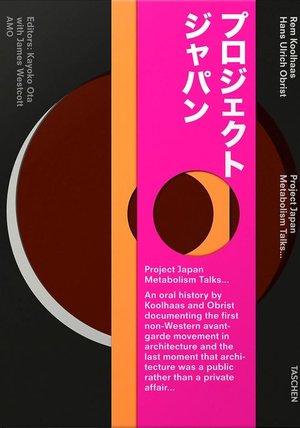 プロジェクト
ジャパン
Rem Koolhaas
Hans Ulrich Obrist
Project Japan
Metabolism Talks...
TASCHEN
Editors: Kayoko Ota
with James Westcott
AMO
Project Japan
Metabolism Talks...
An oral history by
Koolhaas and Obrist
documenting the first
non-Western avant-
garde movement in
architecture and the
last moment that archi-
tecture was a public
rather than a private
affair...